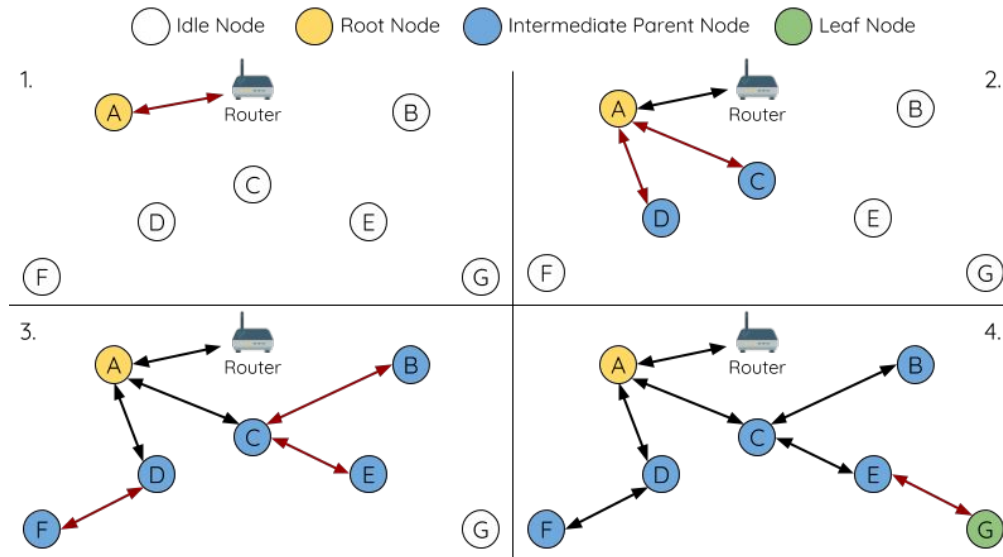 Idle Node Root Node Intermediate Parent Node Leaf Node
1.
A
Router
B
C
D
E
F
G
2.
A
Router
B
C
D
E
F
G
3.
A
Router
B
C
D
E
F
G
4.
A
Router
B
C
D
E
F
G